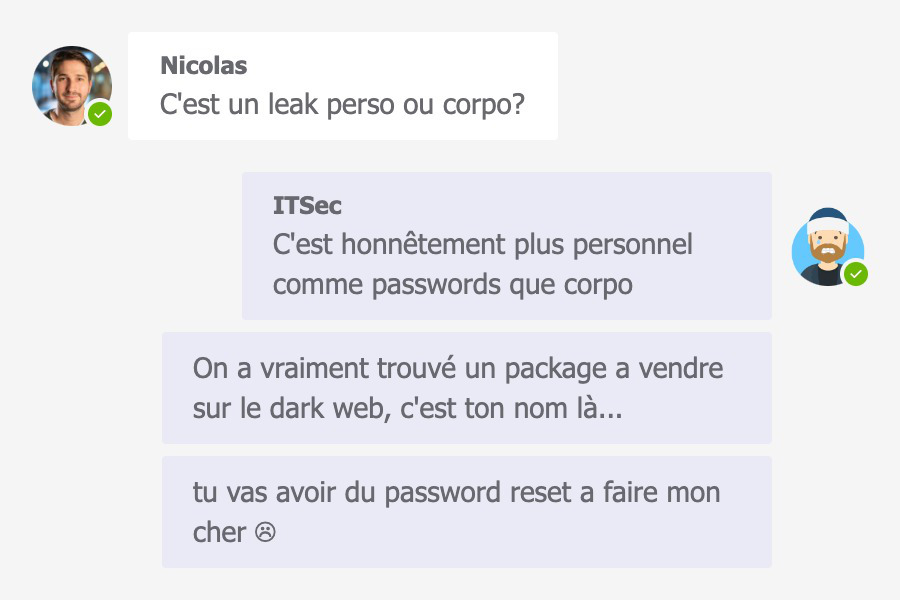 Nicolas
C'est un leak perso ou corpo?
ITSec
C'est honnêtement plus personnel
comme passwords que corpo
On a vraiment trouvé un package a vendre
sur le dark web, c'est ton nom là...
tu vas avoir du password reset a faire mon
cher ☹